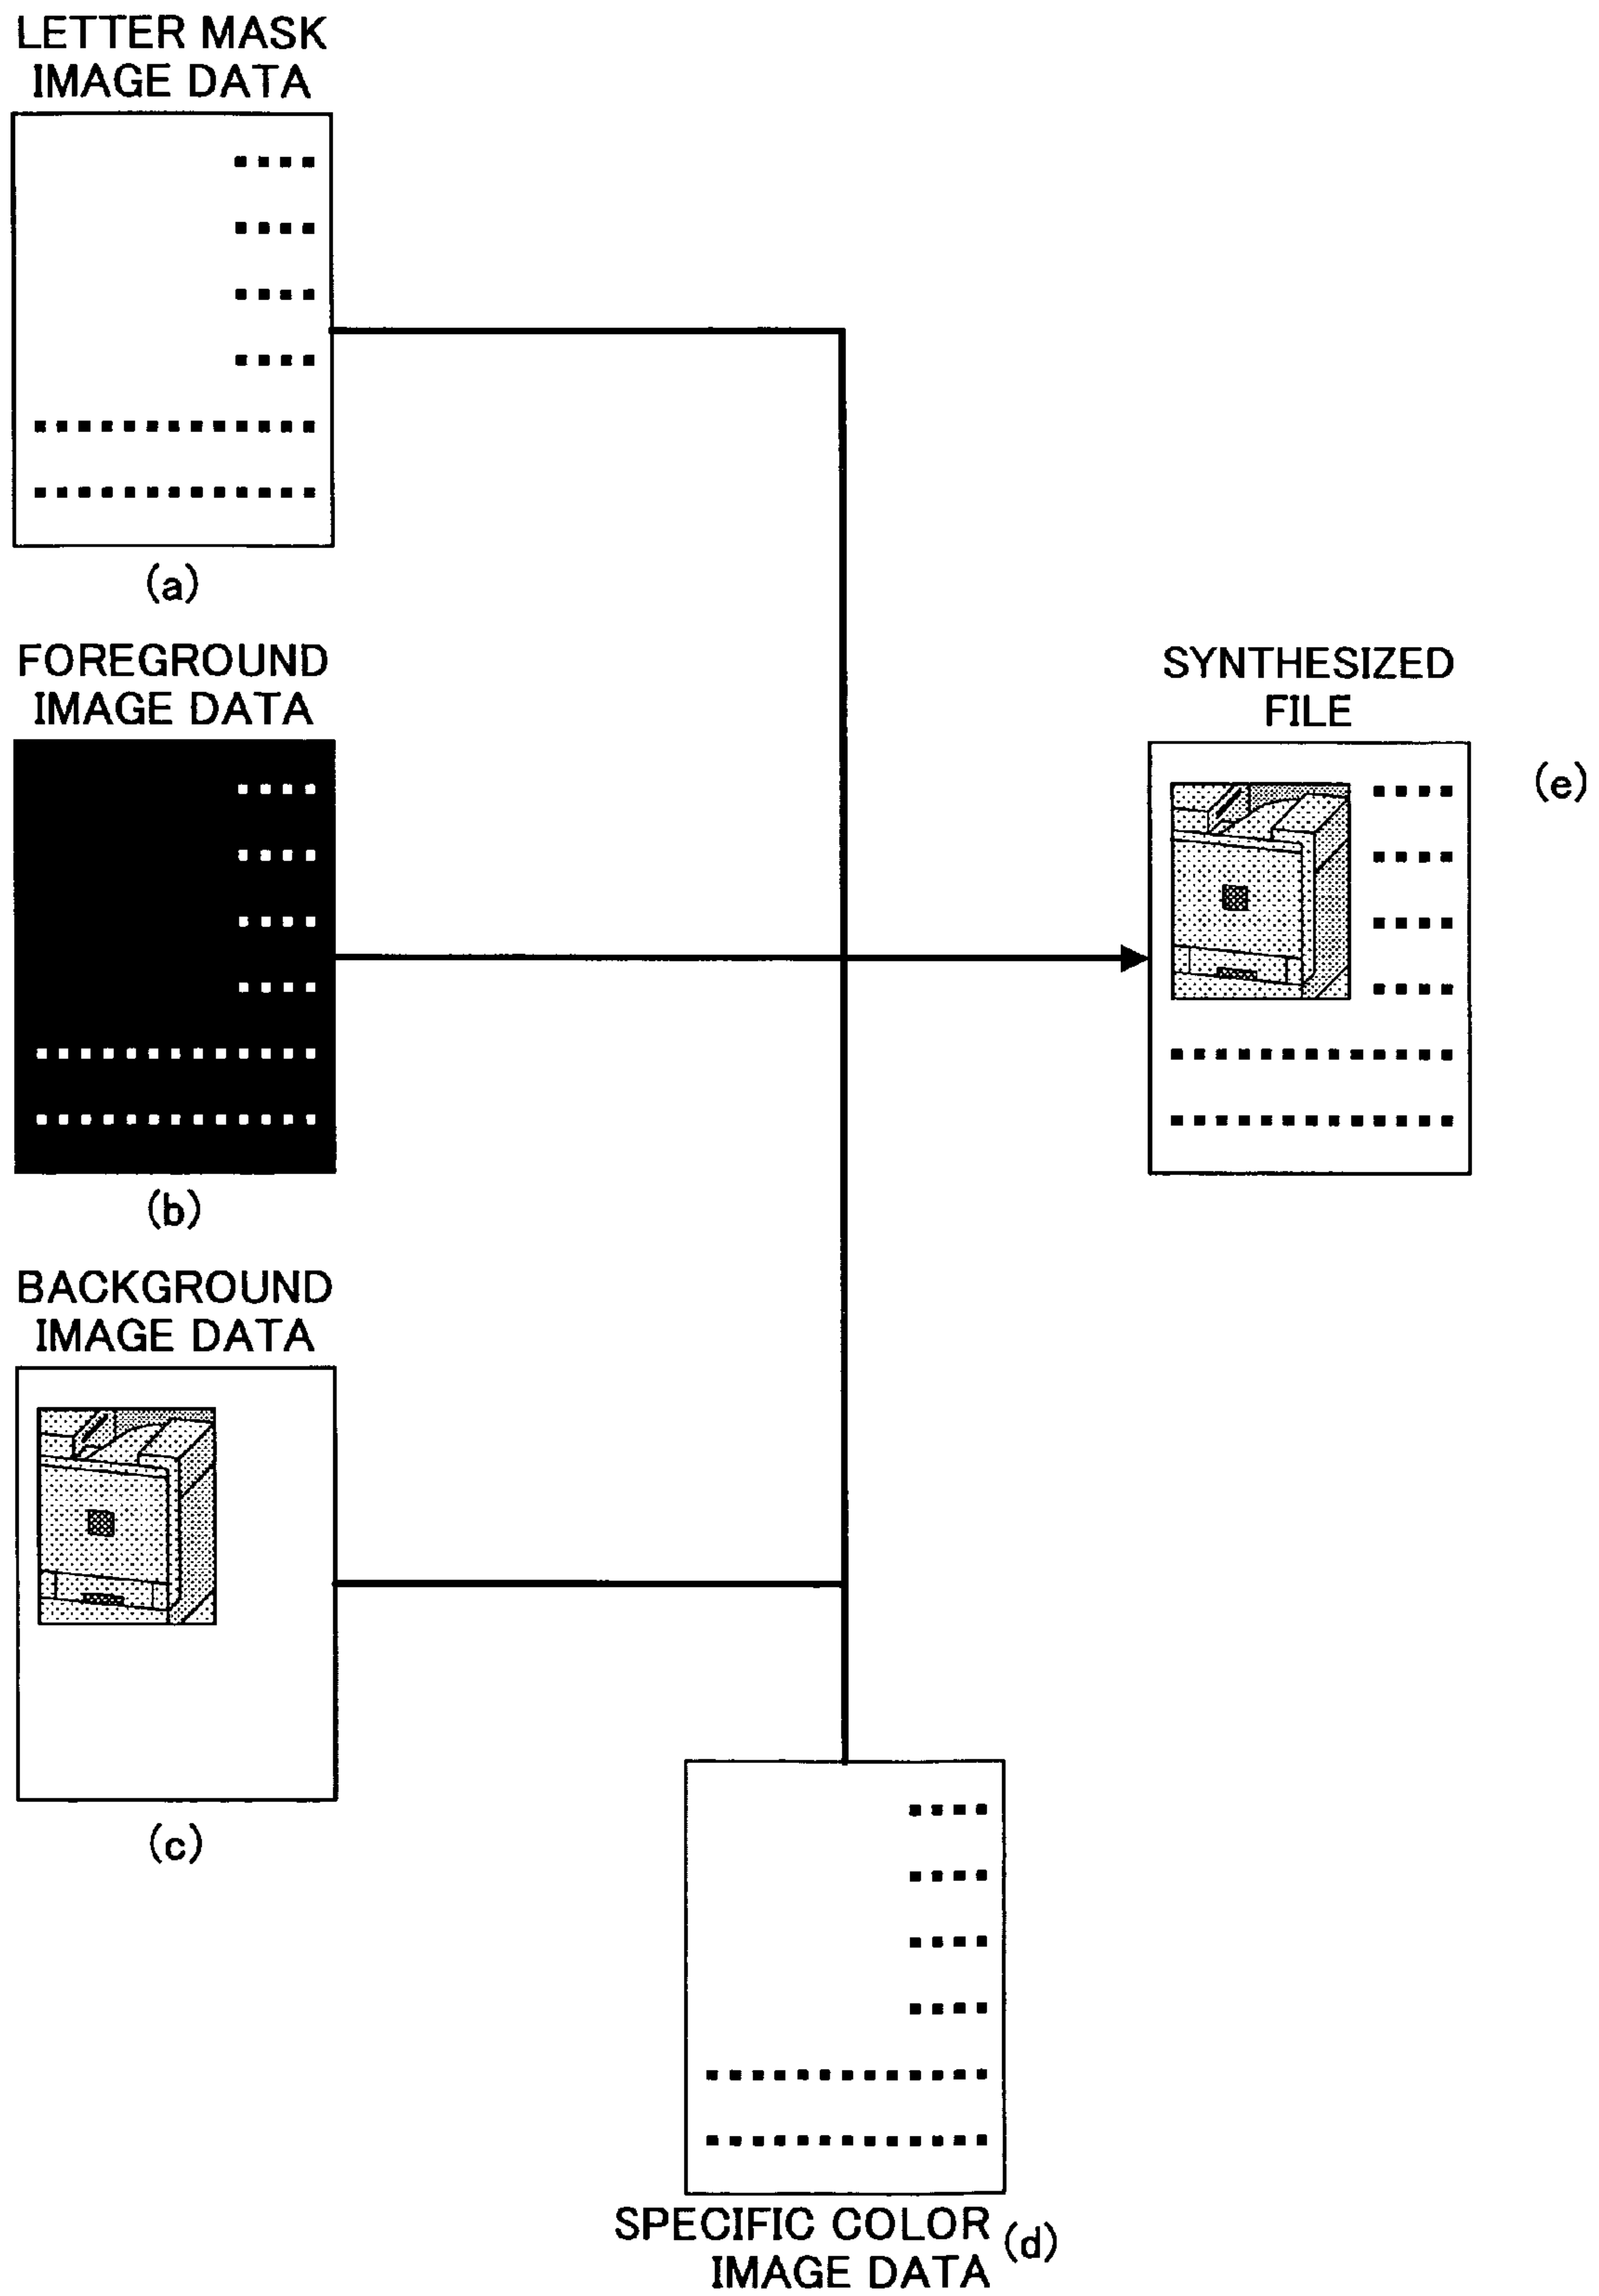 LETTER MASK
IMAGE DATA
(a)
FOREGROUND
IMAGE DATA
(b)
SYNTHESIZED
FILE
(e)
BACKGROUND
IMAGE DATA
(c)
SPECIFIC COLOR
IMAGE DATA
(d)